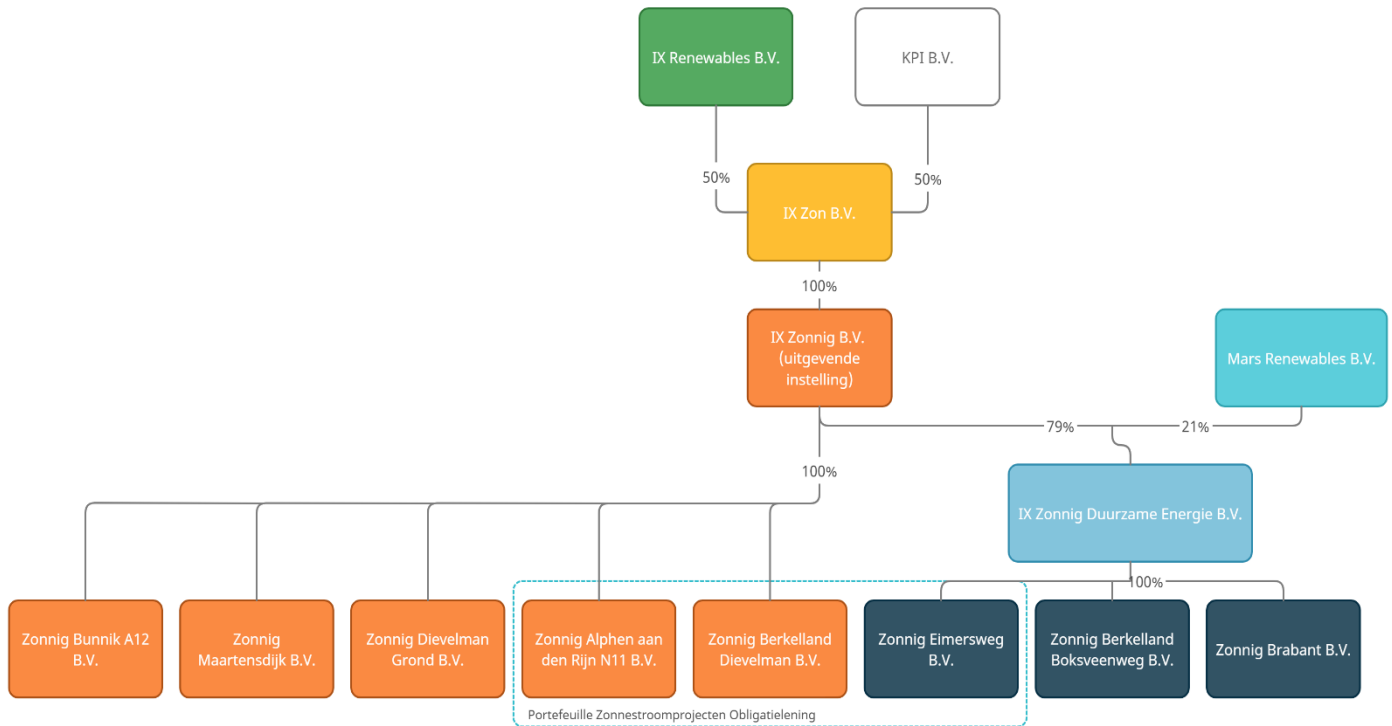 IX Renewables B.V.
KPI B.V.
50%
50%
IX Zon B.V.
100%
IX Zonnig B.V.
(uitgevende
instelling)
Mars Renewables B.V.
79%
21%
100%
IX Zonnig Duurzame Energie B.V.
100%
Zonnig Bunnik A12
B.V.
Zonnig
Maartensdijk B.V.
Zonnig Dievelman
Grond B.V.
Zonnig Alphen aan
den Rijn N11 B.V.
Zonnig Berkelland
Dievelman B.V.
Zonnig Eimersweg
B.V.
Zonnig Berkelland
Boksveenweg B.V.
Zonnig Brabant B.V.
Portefeuille Zonnestroomprojecten Obligatielening